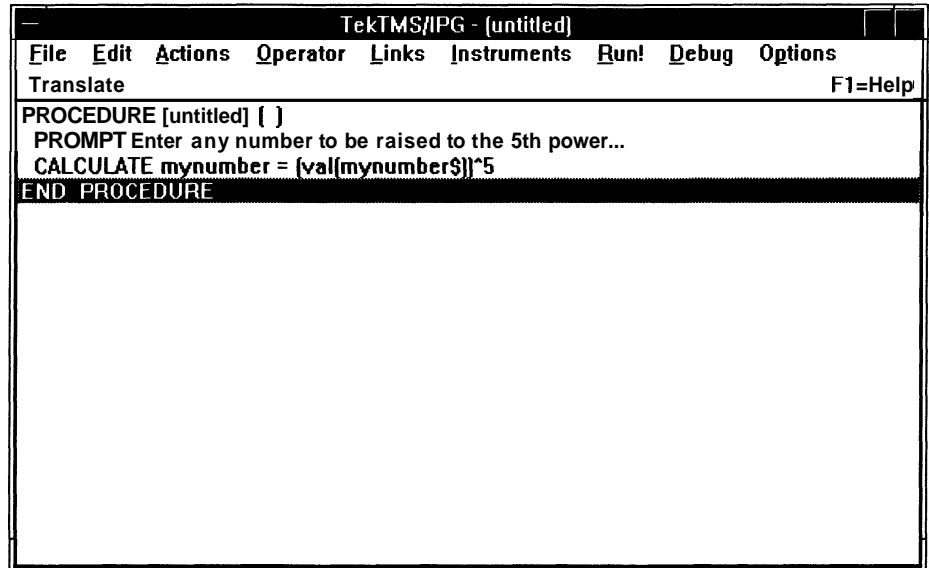 TekTMS/IPG - (untitled)
File Edit Actions Operator Links Instruments Run! Debug Options
Translate F1=Help
PROCEDURE [untitled] ( )
PROMPT Enter any number to be raised to the 5th power...
CALCULATE mynumber = (val(mynumber$))^5
END PROCEDURE